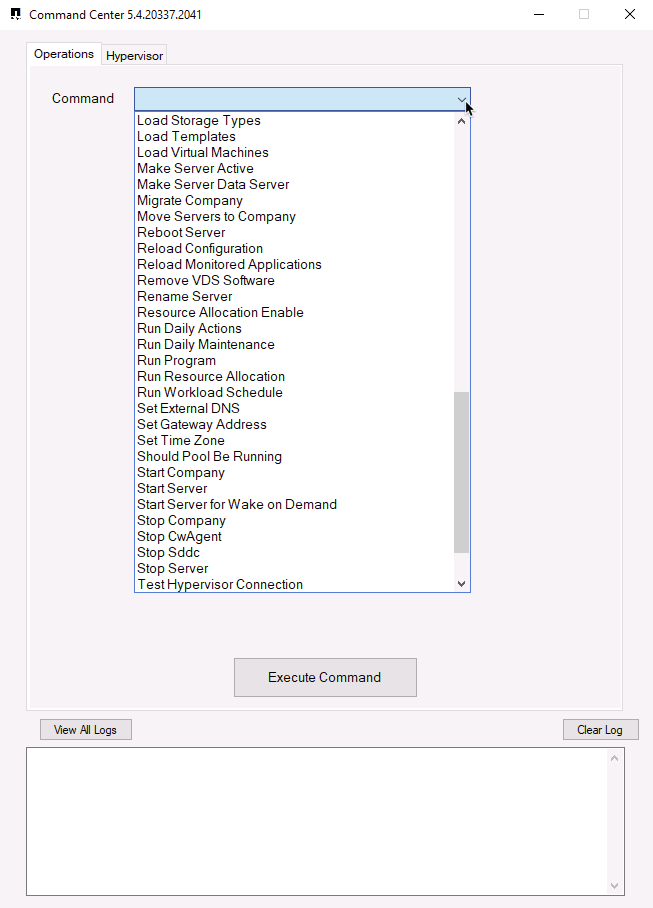 Command Center 5.4.20337.2041
Operations
Hypervisor
Command
Load Storage Types
Load Templates
Load Virtual Machines
Make Server Active
Make Server Data Server
Migrate Company
Move Servers to Company
Reboot Server
Reload Configuration
Reload Monitored Applications
Remove VDS Software
Rename Server
Resource Allocation Enable
Run Daily Actions
Run Daily Maintenance
Run Program
Run Resource Allocation
Run Workload Schedule
Set External DNS
Set Gateway Address
Set Time Zone
Should Pool Be Running
Start Company
Start Server
Start Server for Wake on Demand
Stop Company
Stop CwAgent
Stop Sddc
Stop Server
Test Hypervisor Connection
Execute Command
View All Logs
Clear Log